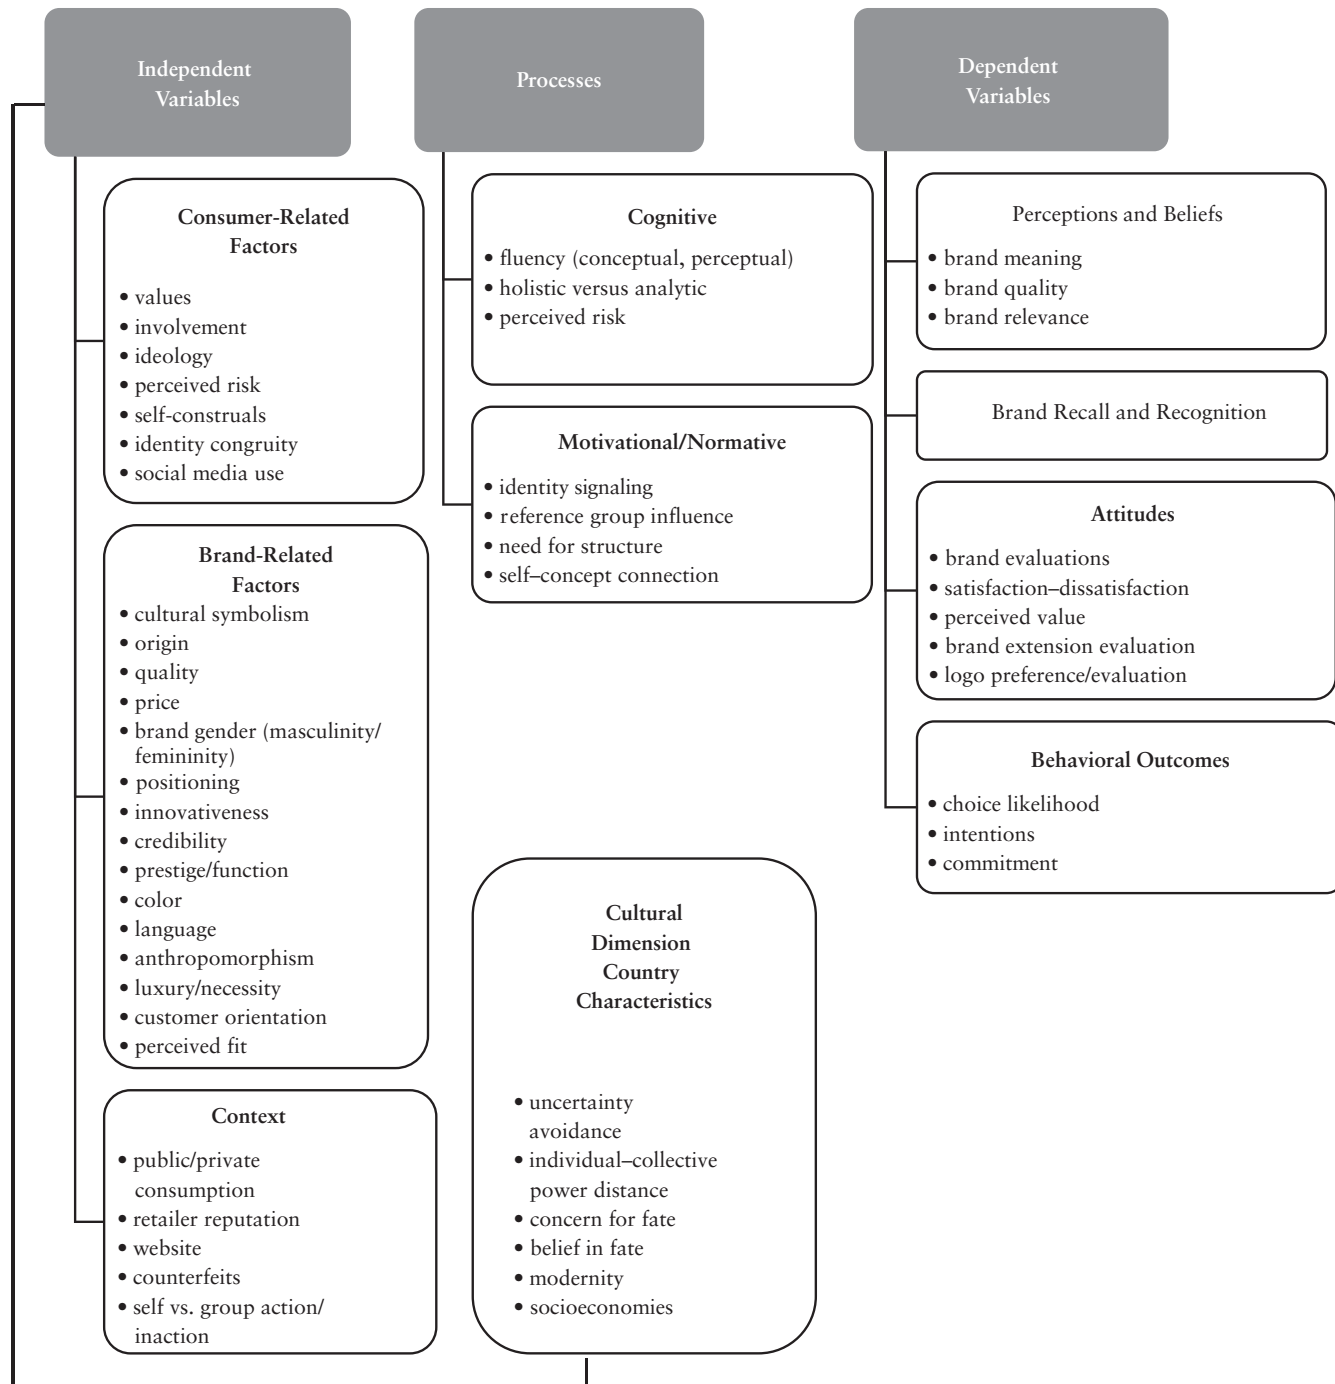 Independent
Variables
Consumer-Related
Factors
• values
• involvement
• ideology
• perceived risk
• self-construals
• identity congruity
• social media use
Brand-Related
Factors
• cultural symbolism
• origin
• quality
• price
• brand gender (masculinity/
femininity)
• positioning
• innovativeness
• credibility
• prestige/function
• color
• language
• anthropomorphism
• luxury/necessity
• customer orientation
• perceived fit
Context
• public/private
consumption
• retailer reputation
• website
• counterfeits
• self vs. group action/
inaction
Processes
Cognitive
• fluency (conceptual, perceptual)
• holistic versus analytic
• perceived risk
Motivational/Normative
• identity signaling
• reference group influence
• need for structure
• self–concept connection
Cultural
Dimension
Country
Characteristics
• uncertainty
avoidance
• individual–collective
power distance
• concern for fate
• belief in fate
• modernity
• socioeconomies
Dependent
Variables
Perceptions and Beliefs
• brand meaning
• brand quality
• brand relevance
Brand Recall and Recognition
Attitudes
• brand evaluations
• satisfaction–dissatisfaction
• perceived value
• brand extension evaluation
• logo preference/evaluation
Behavioral Outcomes
• choice likelihood
• intentions
• commitment